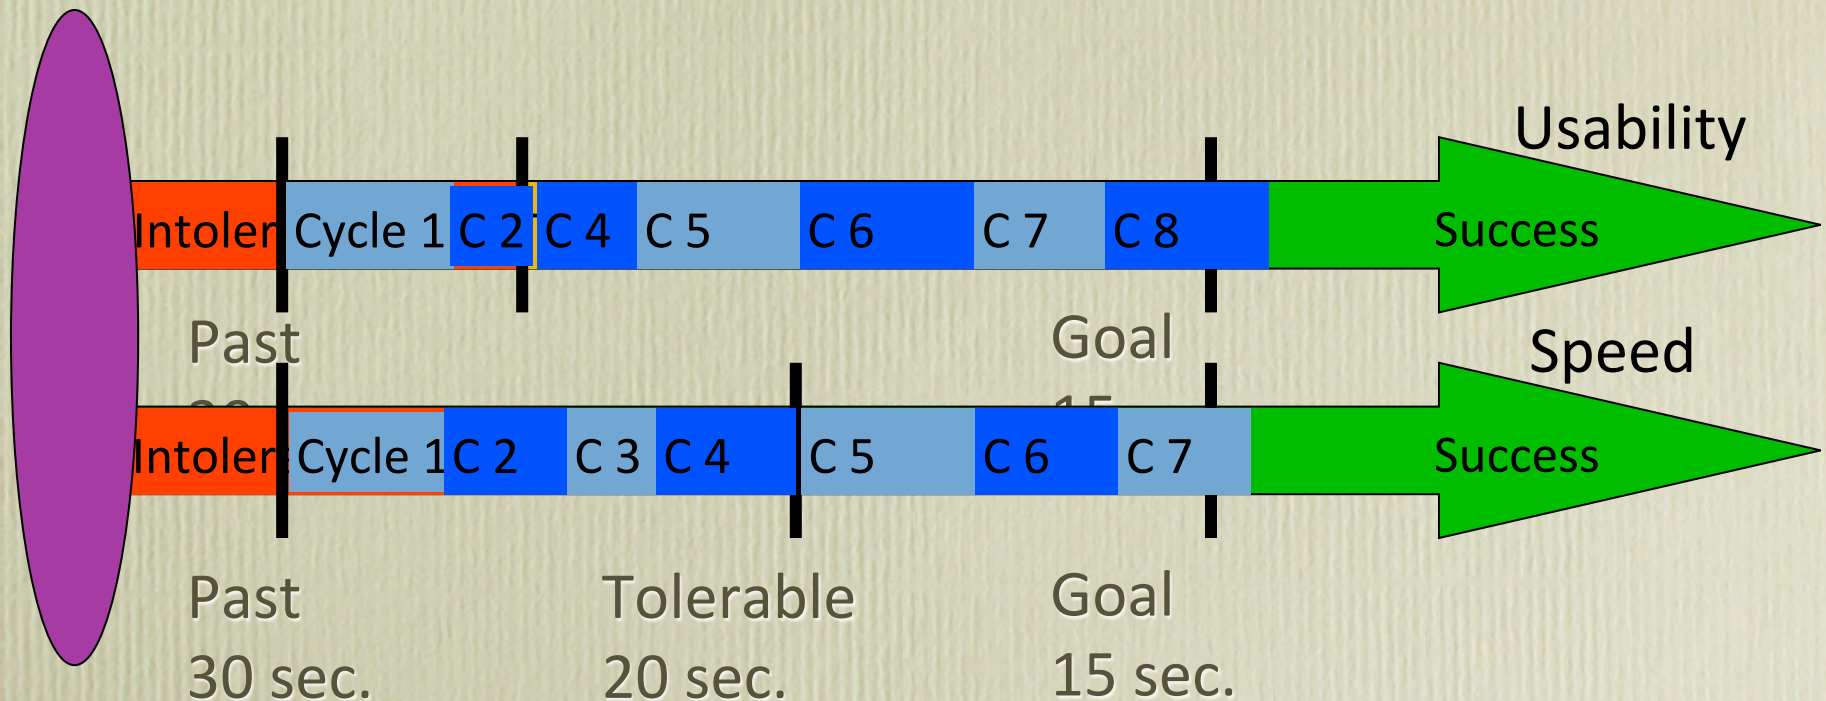 Usability
Intoler Cycle 1 C 2 C 4 C 5 C 6 C 7 C 8 Success
Past Goal
Speed
Intoler Cycle 1 C 2 C 3 C 4 C 5 C 6 C 7 Success
Past Tolerable Goal
30 sec. 20 sec. 15 sec.